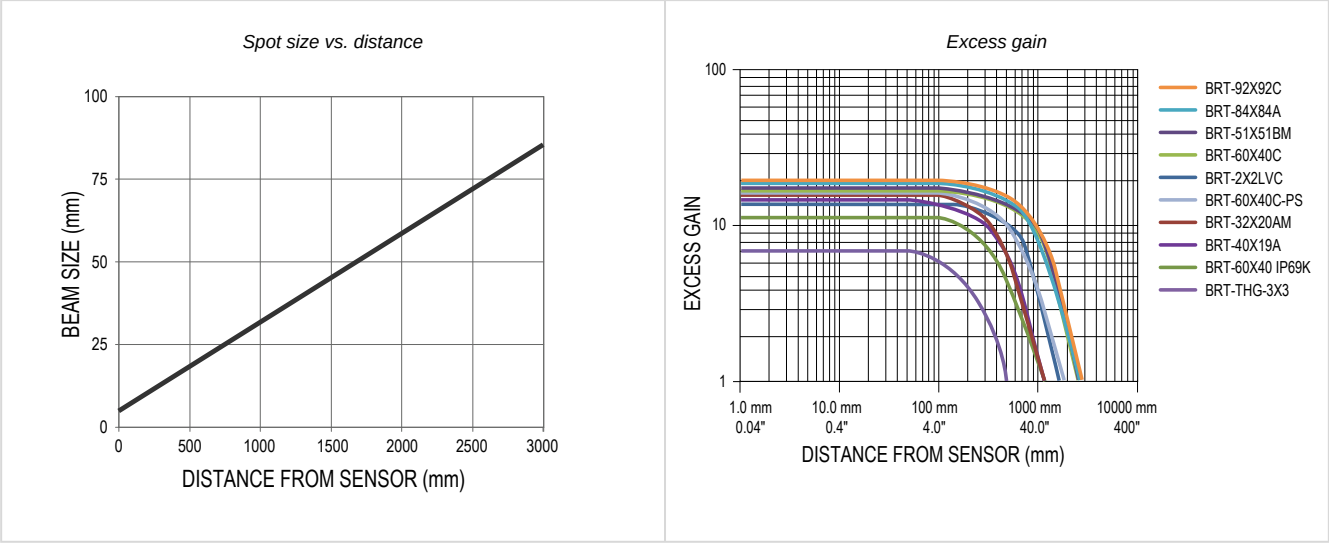 Spot size vs. distance
100
75
50
25
0
BEAM SIZE (mm)
0 500 1000 1500 2000 2500 3000
DISTANCE FROM SENSOR (mm)
Excess gain
100
10
1
EXCESS GAIN
1.0 mm 10.0 mm 100 mm 1000 mm 10000 mm
0.04" 0.4" 4.0" 40.0" 400"
DISTANCE FROM SENSOR (mm)
BRT-92X92C
BRT-84X84A
BRT-51X51BM
BRT-60X40C
BRT-2X2LVC
BRT-60X40C-PS
BRT-32X20AM
BRT-40X19A
BRT-60X40 IP69K
BRT-THG-3X3